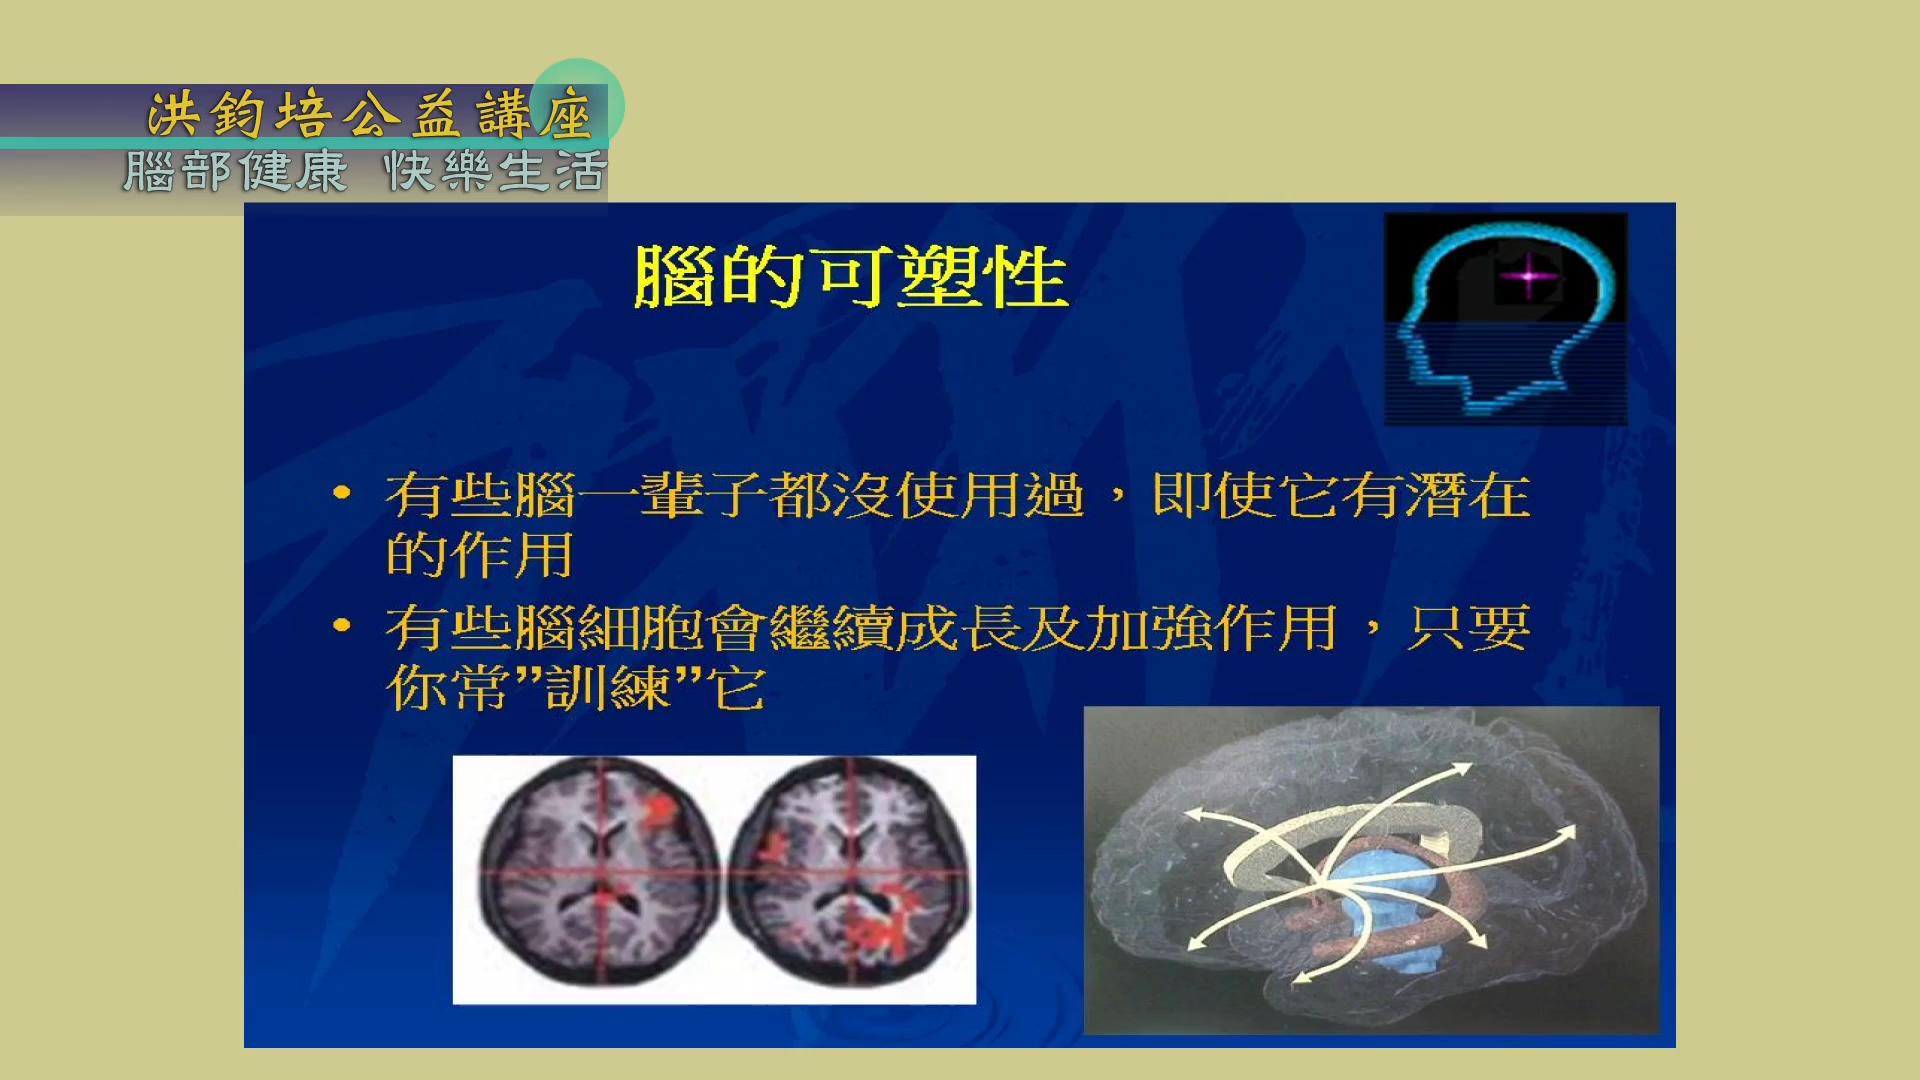 洪鈞培公益講座
腦部健康 快樂生活
腦的可塑性
• 有些腦一輩子都沒使用過，即使它有潛在
的作用
• 有些腦細胞會繼續成長及加強作用，只要
你常”訓練”它